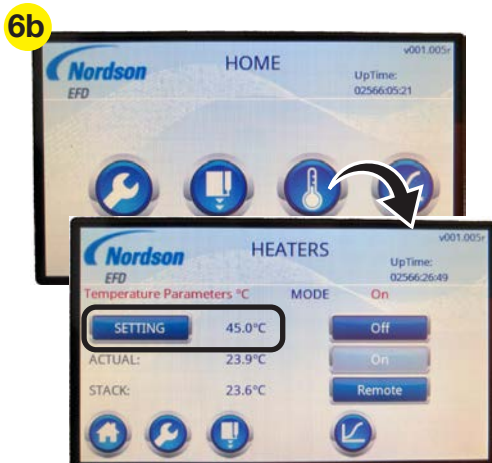 6b
Nordson
EFD
HOME
v001.005r
UpTime:
02566:05:21
Nordson
EFD
HEATERS
v001.005r
UpTime:
02566:26:49
Temperature Parameters °C MODE On
SETTING 45.0°C Off
ACTUAL: 23.9°C On
STACK: 23.6°C Remote